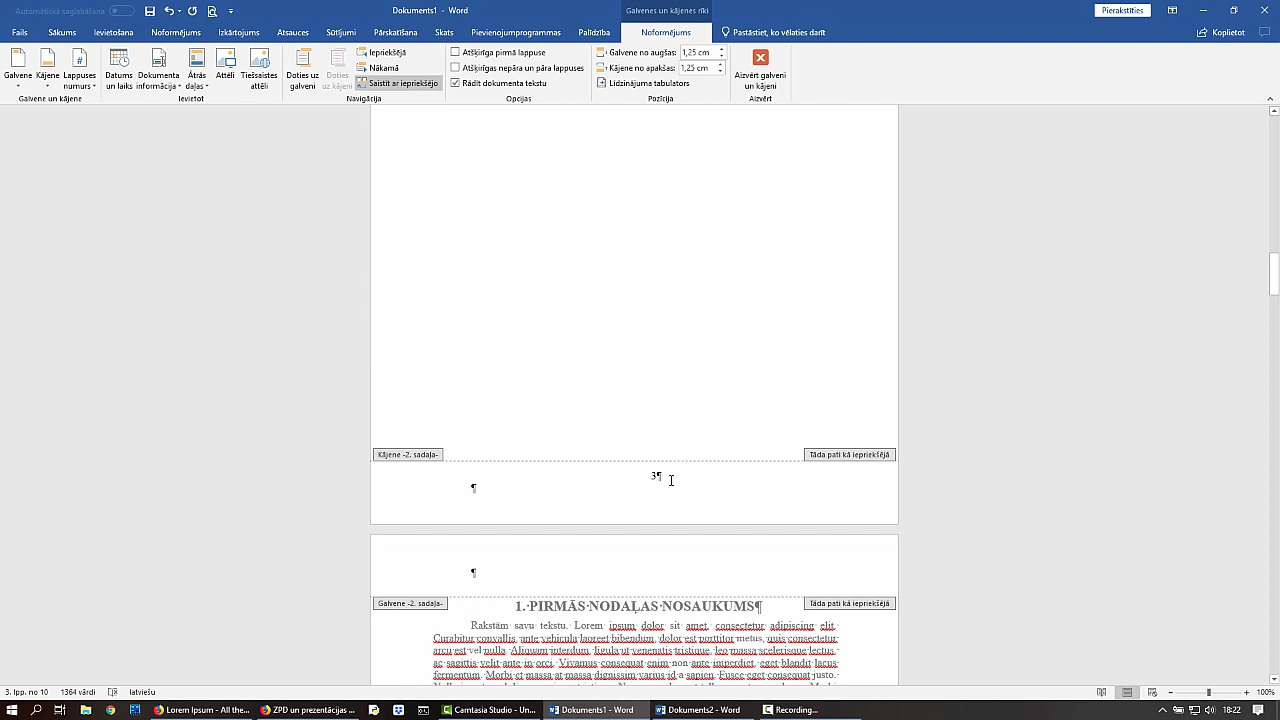 Automātiskā saglabāšana
Dokuments1 - Word
Galvenes un kājenes rīki
Pierakstīties
Fails Sākums Ievietošana Noformējums Izkārtojums Atsauces Sūtījumi Pārskatīšana Skats Pievienojumprogrammas Palīdzība Noformējums Pastāstiet, ko vēlaties darīt Koplietot
Galvene Kājene Lappuses numurs
Galvene un kājene
Datums un laiks Dokumenta informācija Ātrās daļas Attēli Tiešsaistes attēli
Ievietot
Doties uz galveni Doties uz kājeni
Iepriekšējā
Nākamā
Saistīt ar iepriekšējo
Navigācija
Atšķirīga pirmā lappuse
Atšķirīgas nepāra un pāra lappuses
Rādīt dokumenta tekstu
Opcijas
Galvene no augšas: 1,25 cm
Kājene no apakšas: 1,25 cm
Līdzinājuma tabulators
Pozīcija
Aizvērt galveni un kājeni
Aizvērt
Kājene -2. sadaļa- Tāda pati kā iepriekšējā
3¶
¶
¶
Galvene -2. sadaļa- Tāda pati kā iepriekšējā
1.·PIRMĀS·NODAĻAS·NOSAUKUMS¶
Rakstām savu tekstu. Lorem ipsum dolor sit amet, consectetur adipiscing elit.
Curabitur convallis, ante vehicula laoreet bibendum, dolor est porttitor metus, quis consectetur
arcu est vel nulla. Aliquam interdum, ligula ut venenatis tristique, leo massa scelerisque lectus,
ac sagittis velit ante in orci. Vivamus consequat enim non ante imperdiet, eget blandit lacus
fermentum. Morbi et massa at massa dignissim varius id a sapien. Fusce eget consequat justo.
3. lpp. no 10 1364 vārdi latviešu 100%
Lorem Ipsum - All the... ZPD un prezentācijas ... Camtasia Studio - Un... Dokuments1 - Word Dokuments2 - Word Recording... 18:22